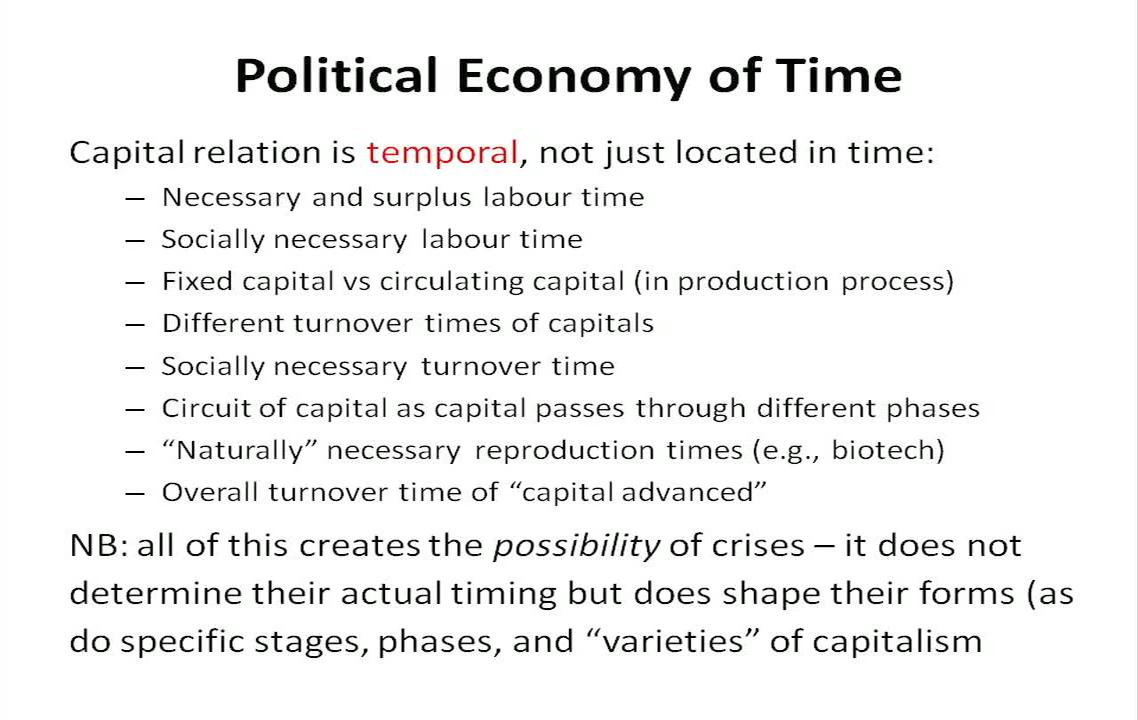 Political Economy of Time
Capital relation is temporal, not just located in time:
– Necessary and surplus labour time
– Socially necessary labour time
– Fixed capital vs circulating capital (in production process)
– Different turnover times of capitals
– Socially necessary turnover time
– Circuit of capital as capital passes through different phases
– “Naturally” necessary reproduction times (e.g., biotech)
– Overall turnover time of “capital advanced”
NB: all of this creates the possibility of crises – it does not
determine their actual timing but does shape their forms (as
do specific stages, phases, and “varieties” of capitalism